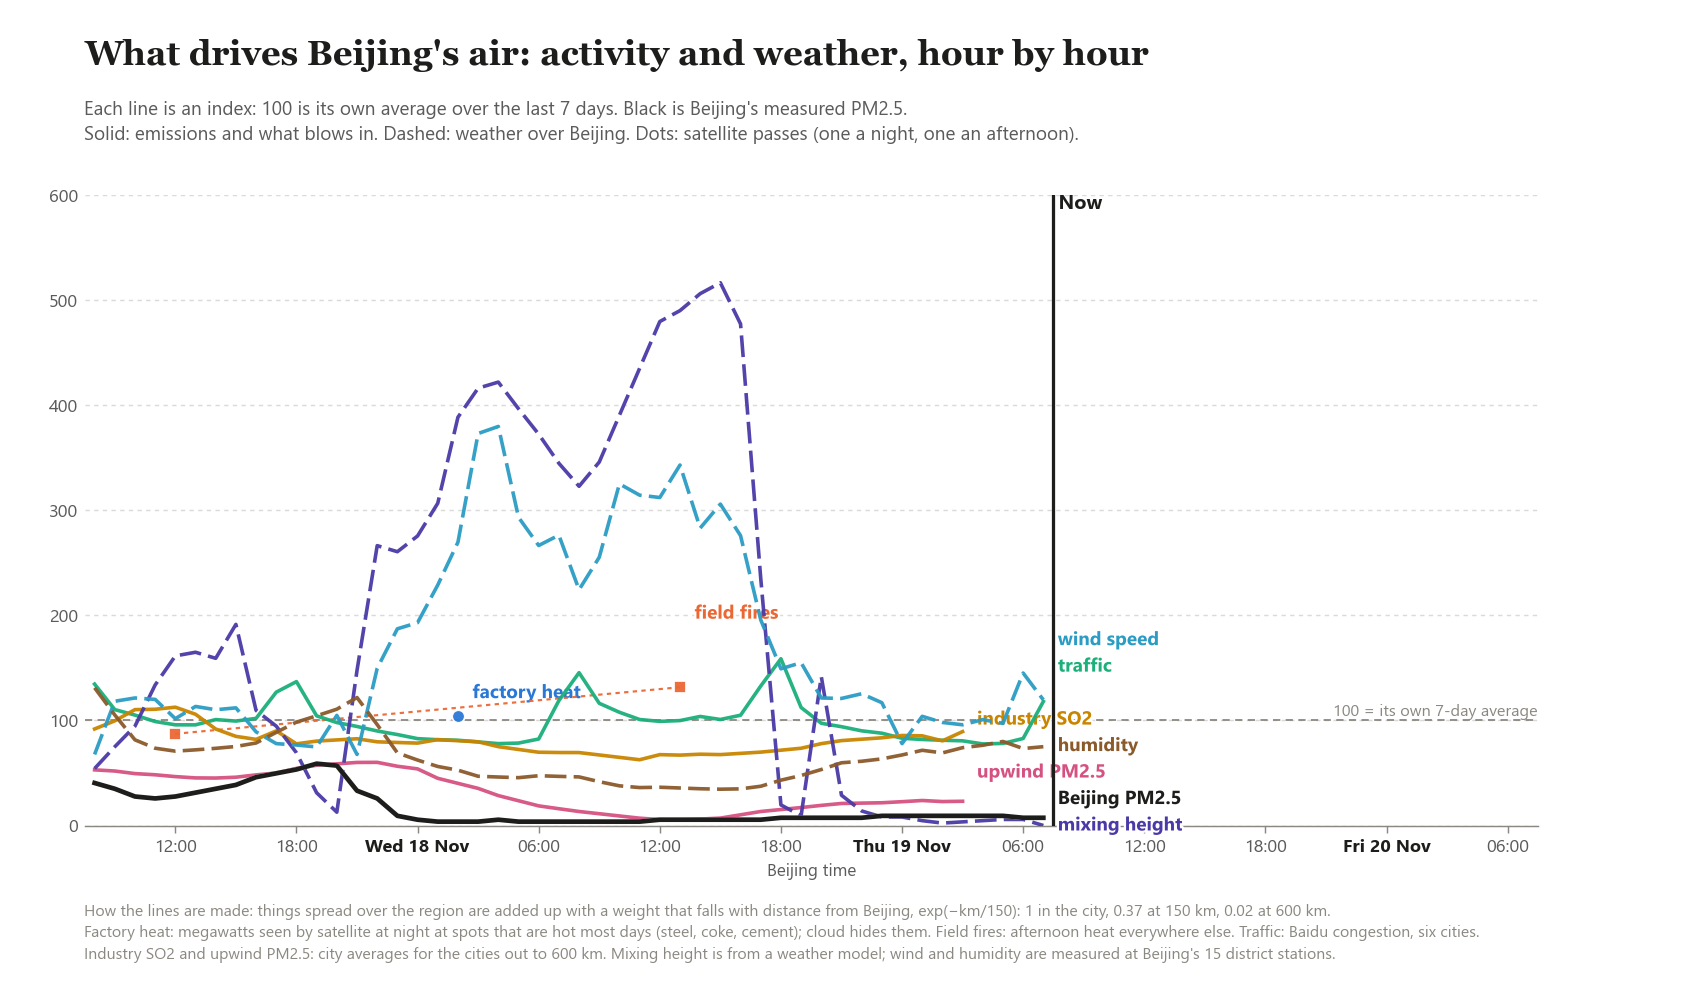 What drives Beijing's air: activity and weather, hour by hour
Each line is an index: 100 is its own average over the last 7 days. Black is Beijing's measured PM2.5.
Solid: emissions and what blows in. Dashed: weather over Beijing. Dots: satellite passes (one a night, one an afternoon).
600
Now
500
400
300
200
field fires
wind speed
traffic
factory heat
100 = its own 7-day average
100
industry SO2
humidity
upwind PM2.5
Beijing PM2.5
mixing height
0
12:00 18:00 Wed 18 Nov 06:00 12:00 18:00 Thu 19 Nov 06:00 12:00 18:00 Fri 20 Nov 06:00
Beijing time
How the lines are made: things spread over the region are added up with a weight that falls with distance from Beijing, exp(−km/150): 1 in the city, 0.37 at 150 km, 0.02 at 600 km.
Factory heat: megawatts seen by satellite at night at spots that are hot most days (steel, coke, cement); cloud hides them. Field fires: afternoon heat everywhere else. Traffic: Baidu congestion, six cities.
Industry SO2 and upwind PM2.5: city averages for the cities out to 600 km. Mixing height is from a weather model; wind and humidity are measured at Beijing's 15 district stations.